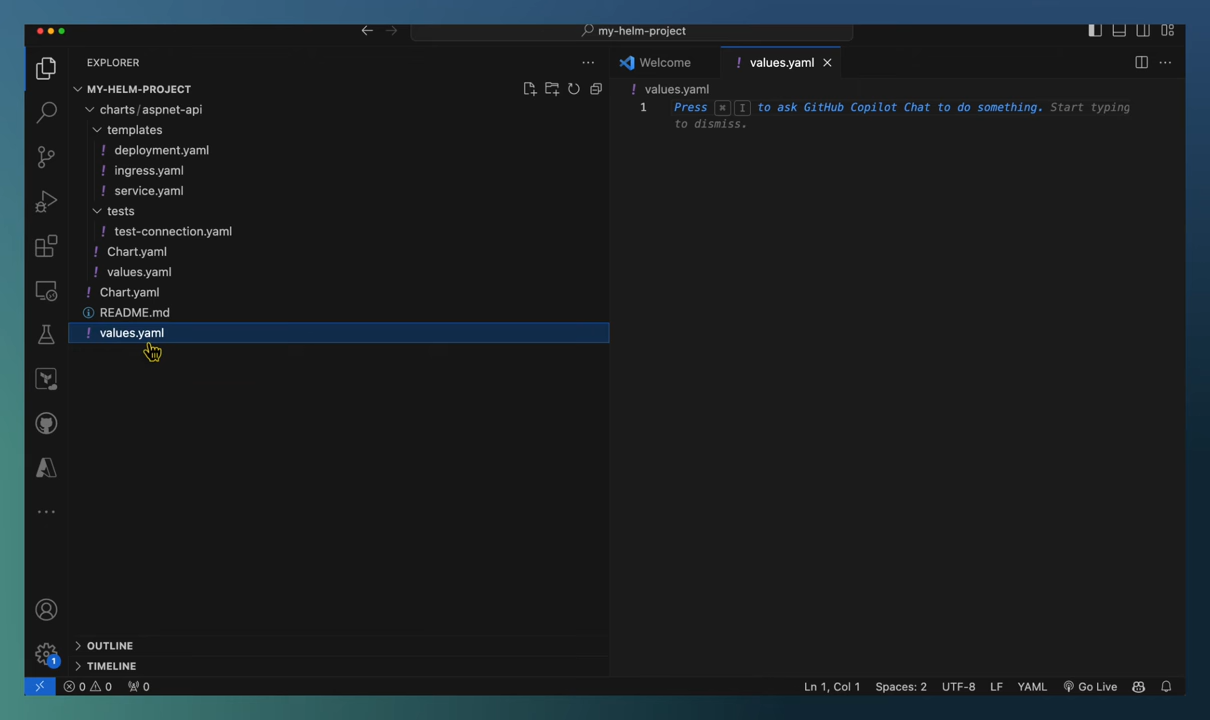 my-helm-project
EXPLORER
MY-HELM-PROJECT
charts/aspnet-api
templates
deployment.yaml
ingress.yaml
service.yaml
tests
test-connection.yaml
Chart.yaml
values.yaml
Chart.yaml
README.md
values.yaml
OUTLINE
TIMELINE
Welcome
values.yaml
values.yaml
1 Press ⌘ I to ask GitHub Copilot Chat to do something. Start typing
to dismiss.
1
0 0 0 Ln 1, Col 1 Spaces: 2 UTF-8 LF YAML Go Live